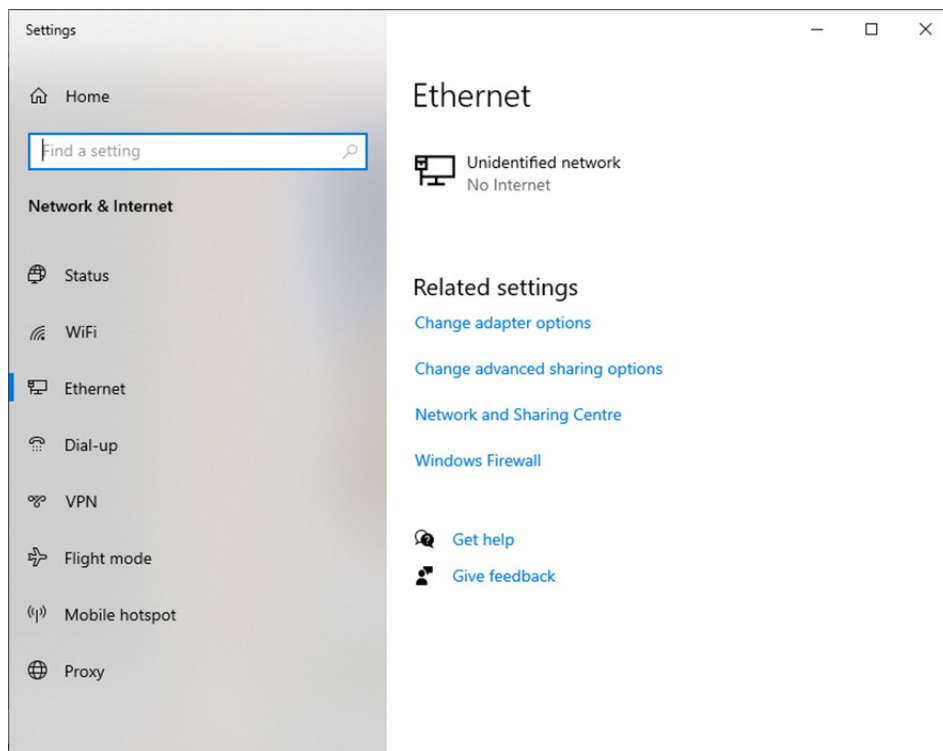 Settings
Home
Find a setting
Network & Internet
Status
WiFi
Ethernet
Dial-up
VPN
Flight mode
Mobile hotspot
Proxy
Ethernet
Unidentified network
No Internet
Related settings
Change adapter options
Change advanced sharing options
Network and Sharing Centre
Windows Firewall
Get help
Give feedback